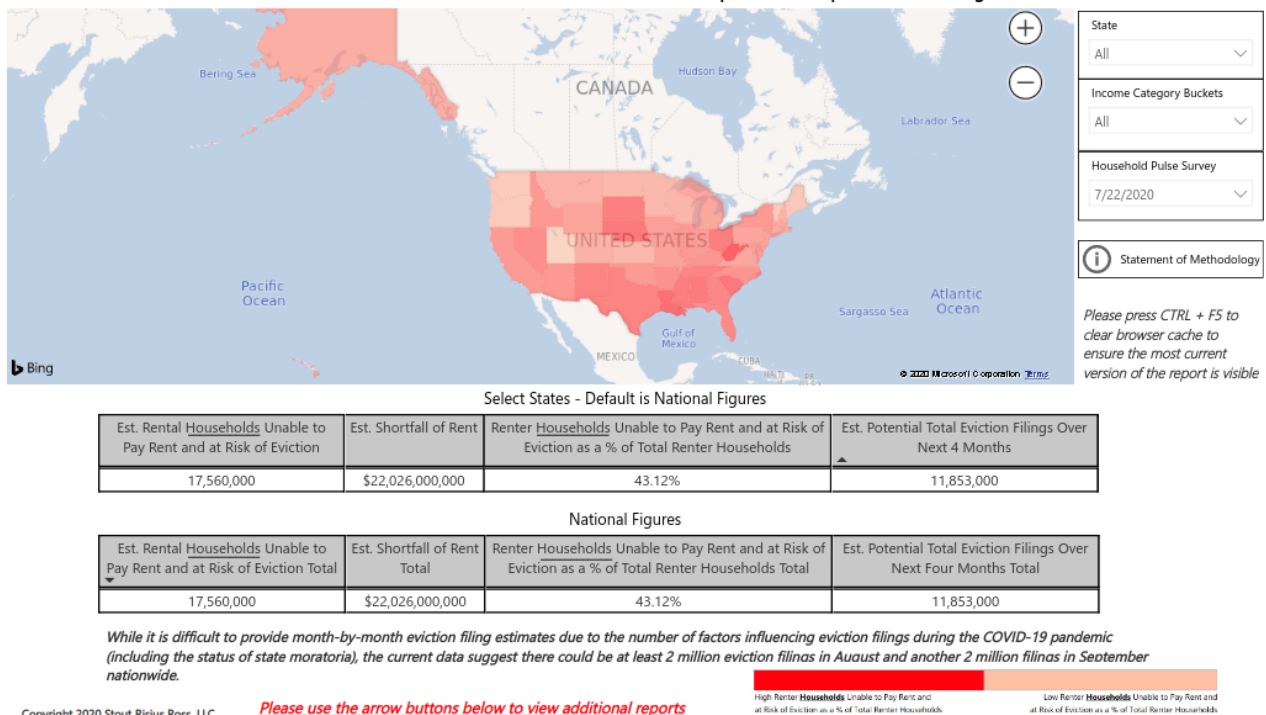 State
All
Income Category Buckets
All
Household Pulse Survey
7/22/2020
Statement of Methodology
Please press CTRL + F5 to
clear browser cache to
ensure the most current
version of the report is visible
Bering Sea
CANADA
Hudson Bay
Labrador Sea
UNITED STATES
Pacific
Ocean
Atlantic
Ocean
Sargasso Sea
Gulf of
Mexico
MEXICO
CUBA
HAITI
PR
Bing
© 2020 Microsoft Corporation Terms
Select States - Default is National Figures
Est. Rental Households Unable to
Pay Rent and at Risk of Eviction
Est. Shortfall of Rent
Renter Households Unable to Pay Rent and at Risk of
Eviction as a % of Total Renter Households
Est. Potential Total Eviction Filings Over
Next 4 Months
17,560,000
$22,026,000,000
43.12%
11,853,000
National Figures
Est. Rental Households Unable to
Pay Rent and at Risk of Eviction Total
Est. Shortfall of Rent
Total
Renter Households Unable to Pay Rent and at Risk of
Eviction as a % of Total Renter Households Total
Est. Potential Total Eviction Filings Over
Next Four Months Total
17,560,000
$22,026,000,000
43.12%
11,853,000
While it is difficult to provide month-by-month eviction filing estimates due to the number of factors influencing eviction filings during the COVID-19 pandemic
(including the status of state moratoria), the current data suggest there could be at least 2 million eviction filings in August and another 2 million filings in September
nationwide.
High Renter Households Unable to Pay Rent and
at Risk of Eviction as a % of Total Renter Households
Low Renter Households Unable to Pay Rent and
at Risk of Eviction as a % of Total Renter Households
Copyright 2020 Stout Risius Ross, LLC
Please use the arrow buttons below to view additional reports